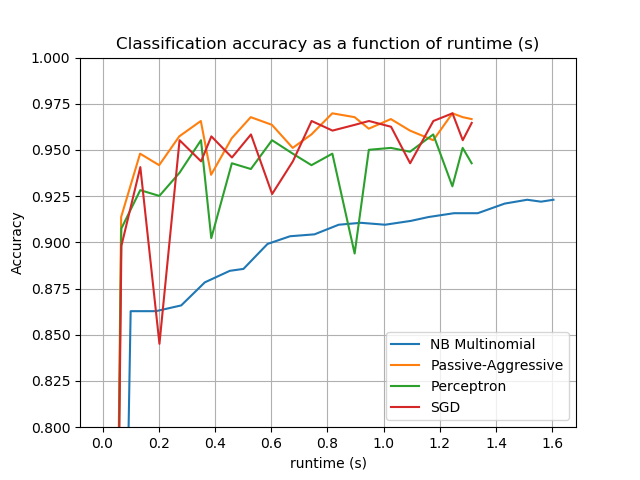 Classification accuracy as a function of runtime (s)
1.000
0.975
0.950
0.925
0.900
0.875
0.850
0.825
0.800
Accuracy
NB Multinomial
Passive-Aggressive
Perceptron
SGD
0.0 0.2 0.4 0.6 0.8 1.0 1.2 1.4 1.6
runtime (s)